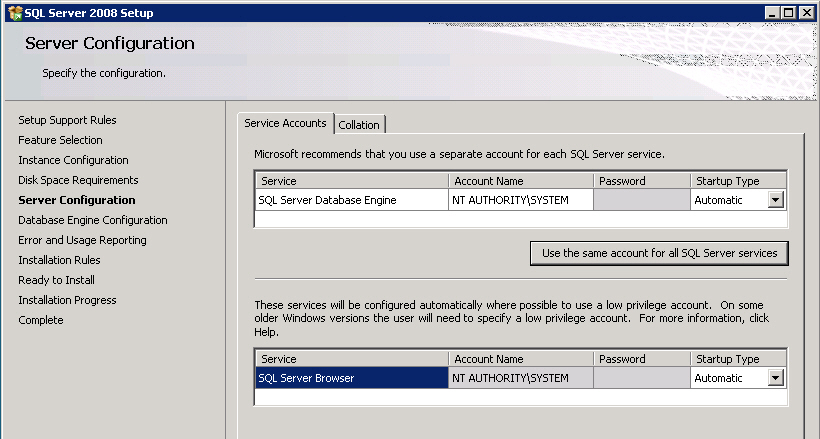 SQL Server 2008 Setup
Server Configuration
Specify the configuration.
Setup Support Rules
Feature Selection
Instance Configuration
Disk Space Requirements
Server Configuration
Database Engine Configuration
Error and Usage Reporting
Installation Rules
Ready to Install
Installation Progress
Complete
Service Accounts Collation
Microsoft recommends that you use a separate account for each SQL Server service.
Service Account Name Password Startup Type
SQL Server Database Engine NT AUTHORITY\SYSTEM Automatic
Use the same account for all SQL Server services
These services will be configured automatically where possible to use a low privilege account. On some
older Windows versions the user will need to specify a low privilege account. For more information, click
Help.
Service Account Name Password Startup Type
SQL Server Browser NT AUTHORITY\SYSTEM Automatic